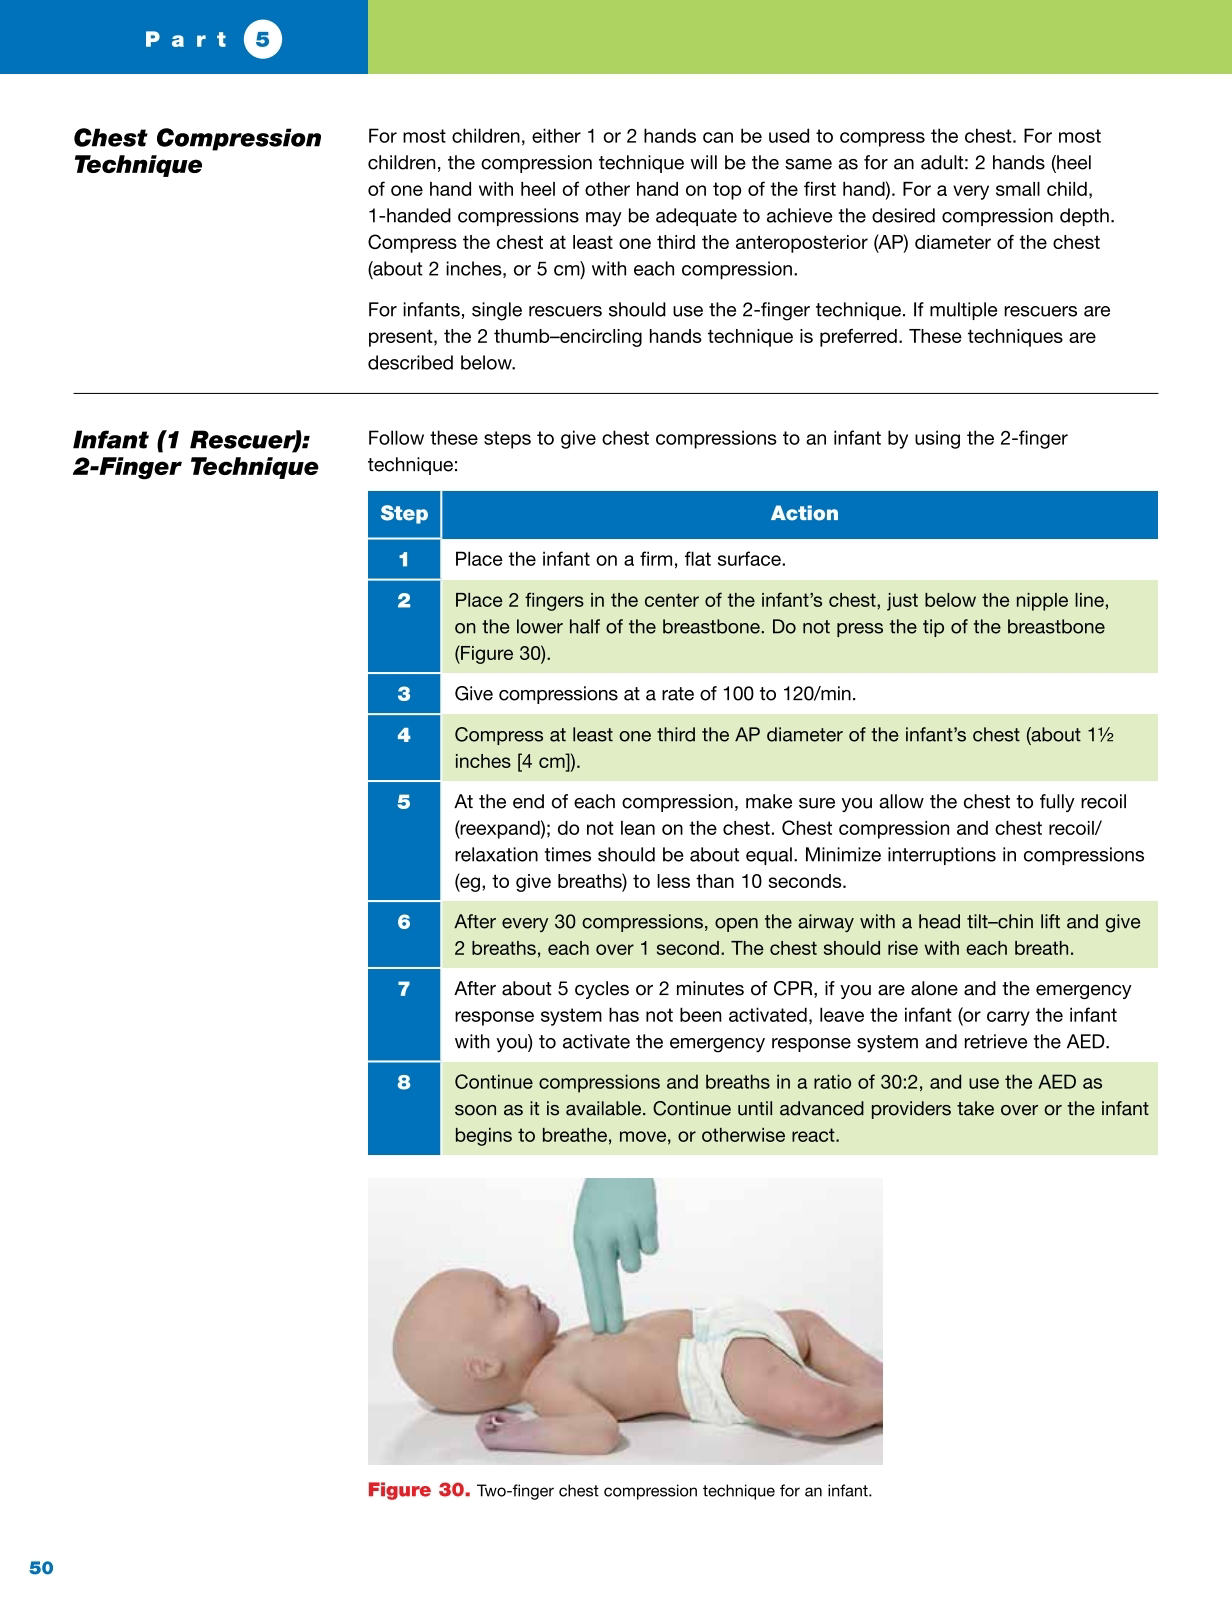 Part 5
Chest Compression
Technique
For most children, either 1 or 2 hands can be used to compress the chest. For most
children, the compression technique will be the same as for an adult: 2 hands (heel
of one hand with heel of other hand on top of the first hand). For a very small child,
1-handed compressions may be adequate to achieve the desired compression depth.
Compress the chest at least one third the anteroposterior (AP) diameter of the chest
(about 2 inches, or 5 cm) with each compression.
For infants, single rescuers should use the 2-finger technique. If multiple rescuers are
present, the 2 thumb–encircling hands technique is preferred. These techniques are
described below.
Infant (1 Rescuer):
2-Finger Technique
Follow these steps to give chest compressions to an infant by using the 2-finger
technique:
Step Action
1 Place the infant on a firm, flat surface.
2 Place 2 fingers in the center of the infant’s chest, just below the nipple line,
on the lower half of the breastbone. Do not press the tip of the breastbone
(Figure 30).
3 Give compressions at a rate of 100 to 120/min.
4 Compress at least one third the AP diameter of the infant’s chest (about 1½
inches [4 cm]).
5 At the end of each compression, make sure you allow the chest to fully recoil
(reexpand); do not lean on the chest. Chest compression and chest recoil/
relaxation times should be about equal. Minimize interruptions in compressions
(eg, to give breaths) to less than 10 seconds.
6 After every 30 compressions, open the airway with a head tilt–chin lift and give
2 breaths, each over 1 second. The chest should rise with each breath.
7 After about 5 cycles or 2 minutes of CPR, if you are alone and the emergency
response system has not been activated, leave the infant (or carry the infant
with you) to activate the emergency response system and retrieve the AED.
8 Continue compressions and breaths in a ratio of 30:2, and use the AED as
soon as it is available. Continue until advanced providers take over or the infant
begins to breathe, move, or otherwise react.
Figure 30. Two-finger chest compression technique for an infant.
50